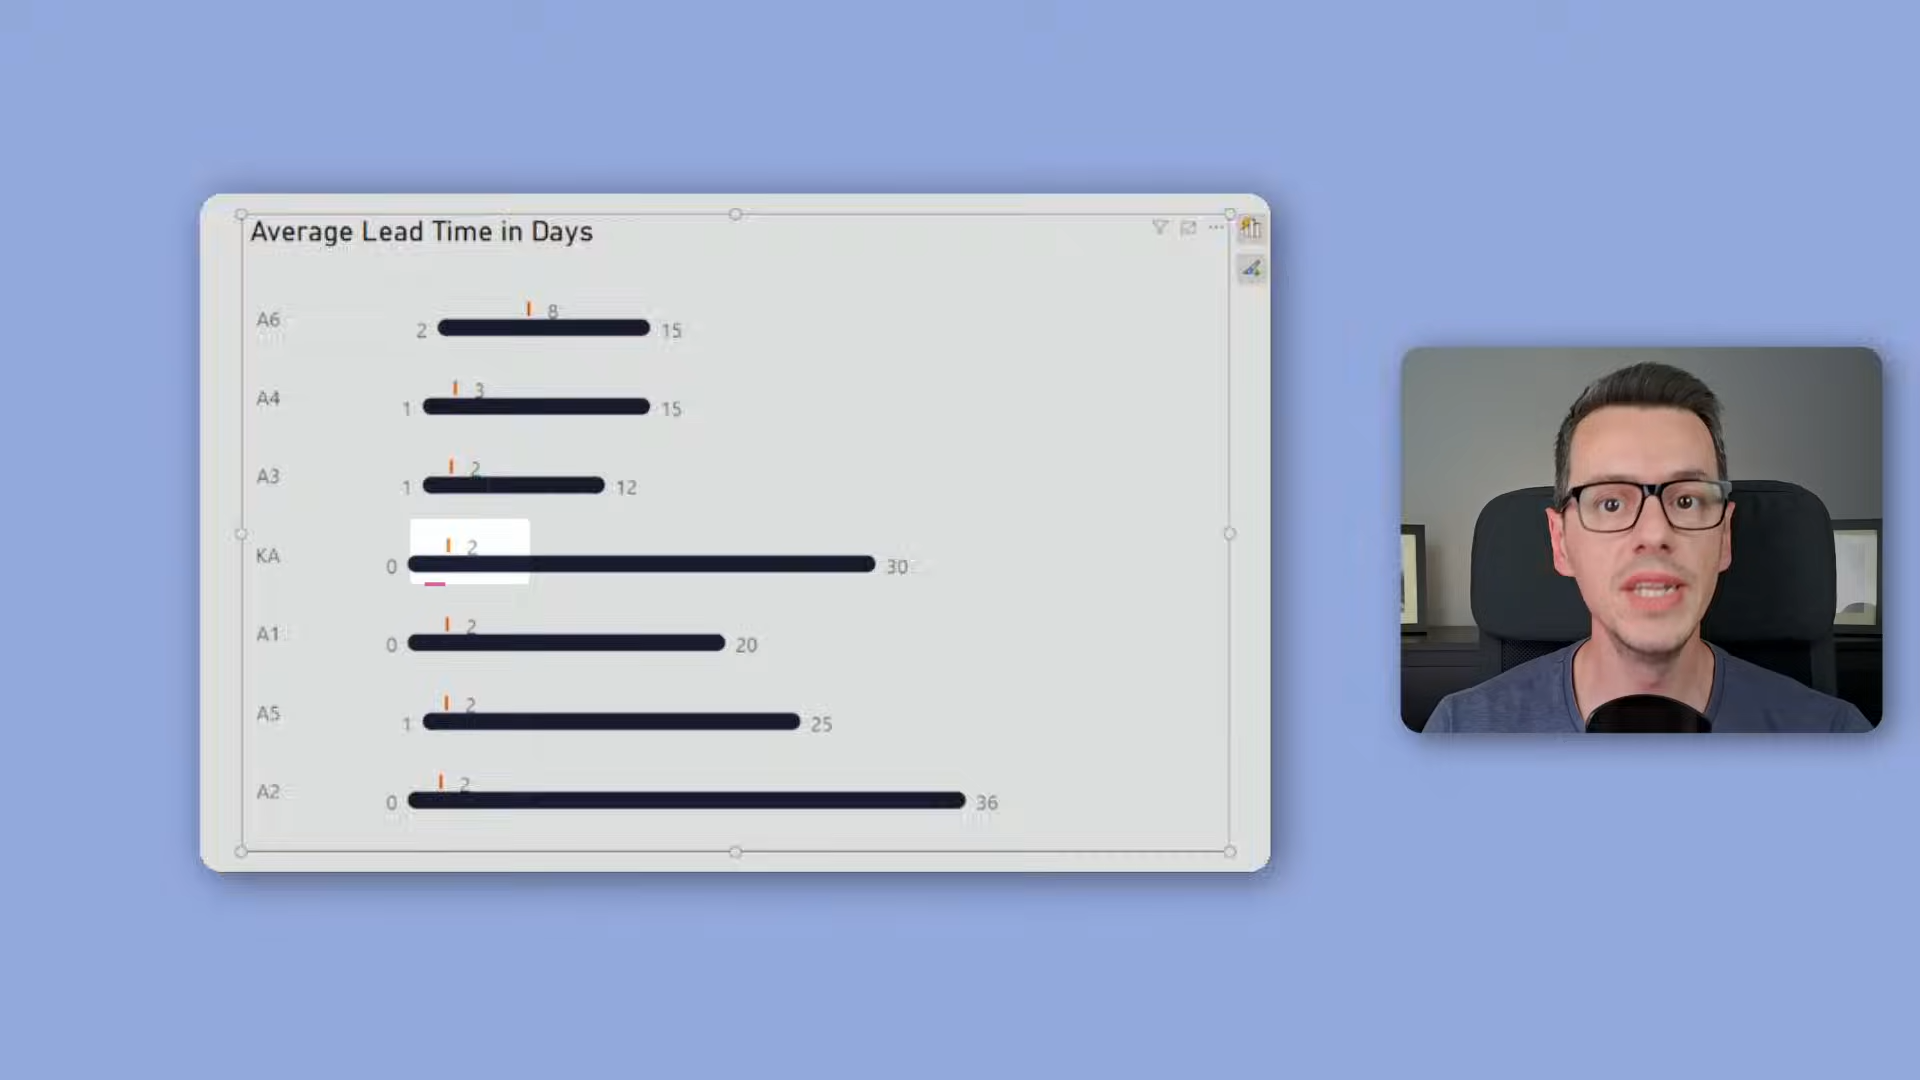 Average Lead Time in Days
A6 2 8 15
A4 1 3 15
A3 1 2 12
KA 0 2 30
A1 0 2 20
A5 1 2 25
A2 0 2 36